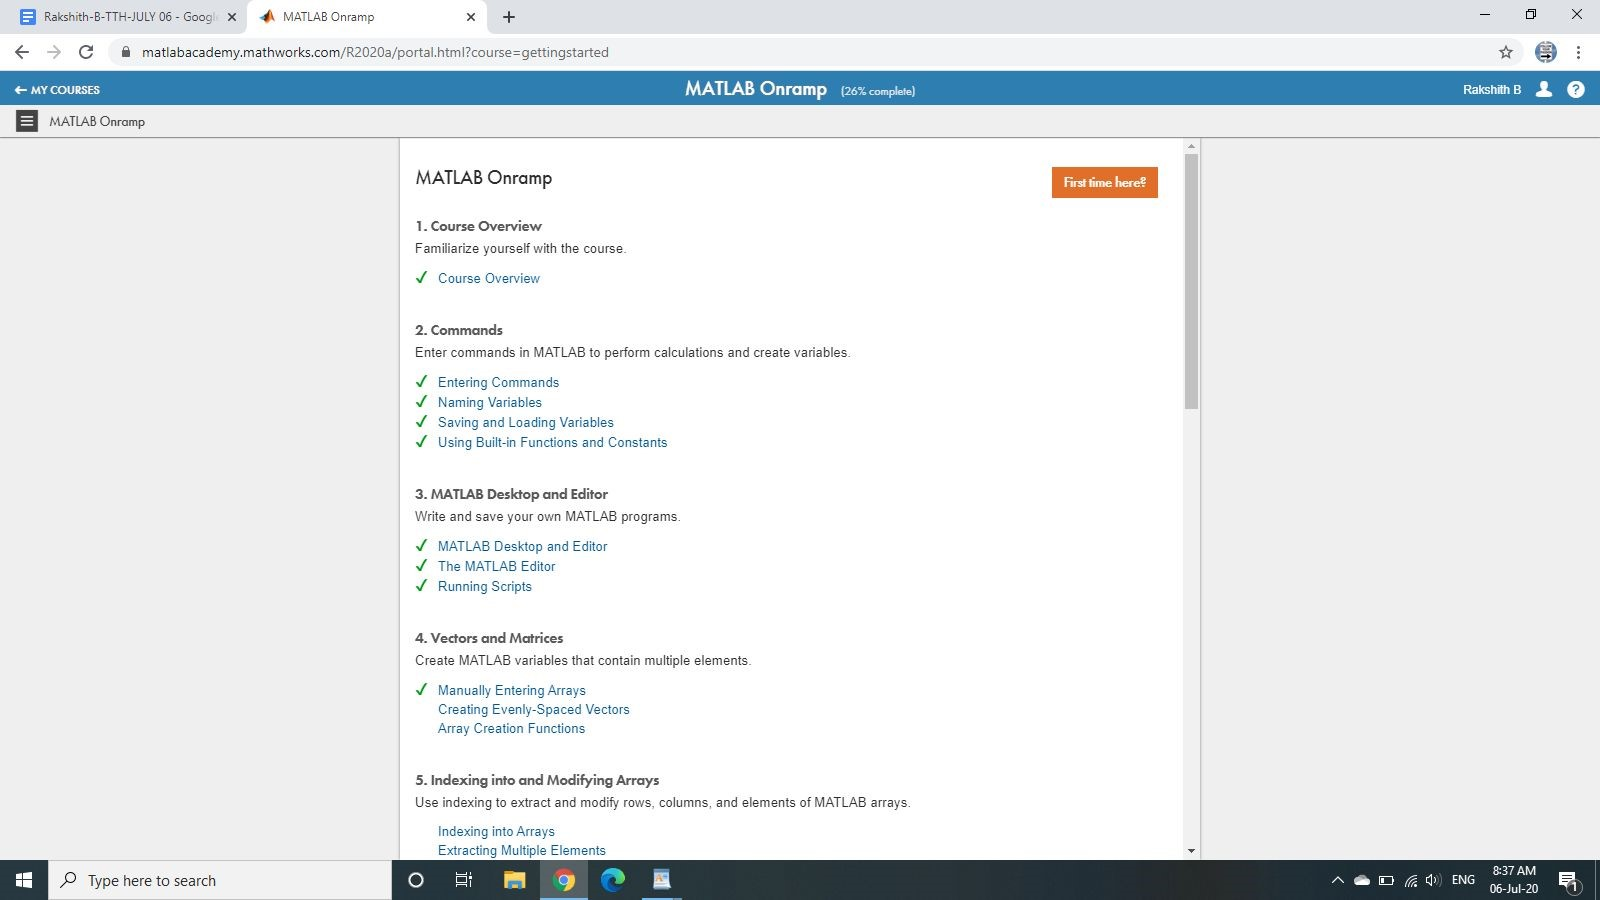 Rakshith-B-TTH-JULY 06 - Googl
MATLAB Onramp
matlabacademy.mathworks.com/R2020a/portal.html?course=gettingstarted
MY COURSES
MATLAB Onramp (26% complete)
Rakshith B
MATLAB Onramp
MATLAB Onramp
First time here?
1. Course Overview
Familiarize yourself with the course.
Course Overview
2. Commands
Enter commands in MATLAB to perform calculations and create variables.
Entering Commands
Naming Variables
Saving and Loading Variables
Using Built-in Functions and Constants
3. MATLAB Desktop and Editor
Write and save your own MATLAB programs.
MATLAB Desktop and Editor
The MATLAB Editor
Running Scripts
4. Vectors and Matrices
Create MATLAB variables that contain multiple elements.
Manually Entering Arrays
Creating Evenly-Spaced Vectors
Array Creation Functions
5. Indexing into and Modifying Arrays
Use indexing to extract and modify rows, columns, and elements of MATLAB arrays.
Indexing into Arrays
Extracting Multiple Elements
Type here to search
ENG
8:37 AM
06-Jul-20
1